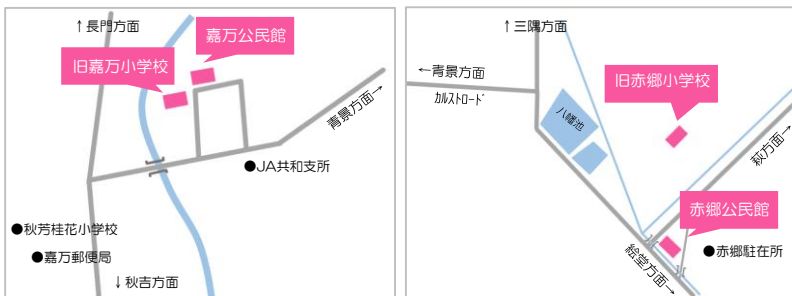 ↑長門方面
嘉万公民館
旧嘉万小学校
青景方面→
●JA共和支所
●秋芳桂花小学校
●嘉万郵便局
↓秋吉方面
↑三隅方面
←青景方面
カルストロード
旧赤郷小学校
八幡池
萩方面→
赤郷公民館
●赤郷駐在所
絵堂方面→